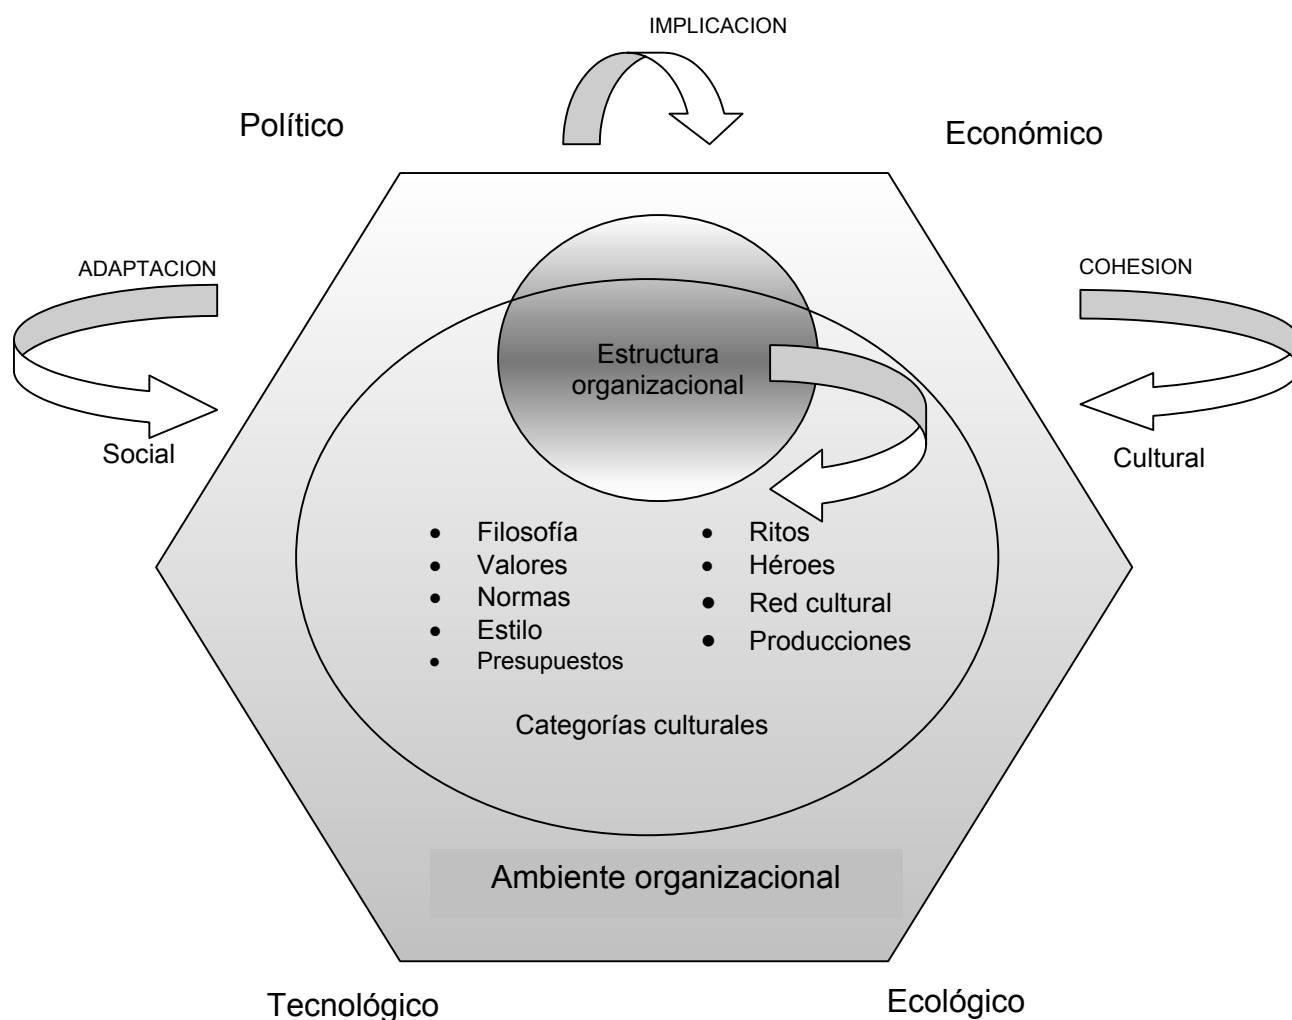 IMPLICACION
Político
Económico
ADAPTACION
COHESION
Estructura
organizacional
Social
Cultural
• Filosofía
• Valores
• Normas
• Estilo
• Presupuestos
• Ritos
• Héroes
• Red cultural
• Producciones
Categorías culturales
Ambiente organizacional
Tecnológico
Ecológico